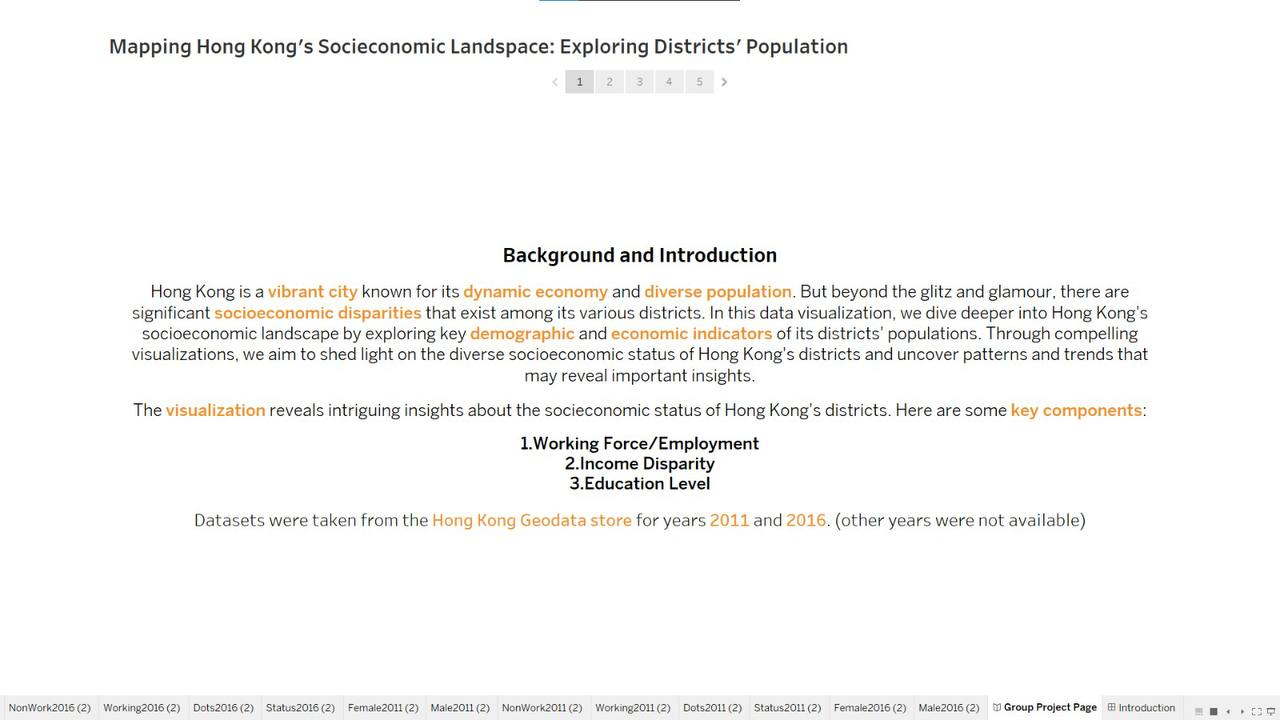 Mapping Hong Kong's Socieconomic Landspace: Exploring Districts' Population
1 2 3 4 5
Background and Introduction
Hong Kong is a vibrant city known for its dynamic economy and diverse population. But beyond the glitz and glamour, there are
significant socioeconomic disparities that exist among its various districts. In this data visualization, we dive deeper into Hong Kong's
socioeconomic landscape by exploring key demographic and economic indicators of its districts' populations. Through compelling
visualizations, we aim to shed light on the diverse socioeconomic status of Hong Kong's districts and uncover patterns and trends that
may reveal important insights.
The visualization reveals intriguing insights about the socieconomic status of Hong Kong's districts. Here are some key components:
1.Working Force/Employment
2.Income Disparity
3.Education Level
Datasets were taken from the Hong Kong Geodata store for years 2011 and 2016. (other years were not available)
NonWork2016 (2) Working2016 (2) Dots2016 (2) Status2016 (2) Female2011 (2) Male2011 (2) NonWork2011 (2) Working2011 (2) Dots2011 (2) Status2011 (2) Female2016 (2) Male2016 (2) Group Project Page Introduction